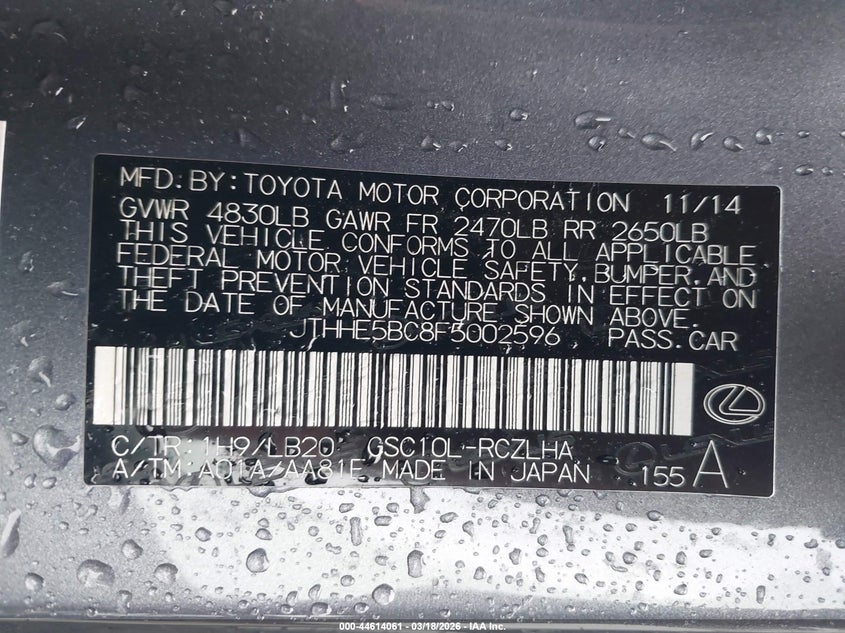 MFD.BY:TOYOTA MOTOR CORPORATION 11/14
GVWR 4830LB GAWR FR 2470LB RR 2650LB
THIS VEHICLE CONFORMS TO ALL APPLICABLE
FEDERAL MOTOR VEHICLE SAFETY,BUMPER,AND
THEFT PREVENTION STANDARDS IN EFFECT ON
THE DATE OF MANUFACTURE SHOWN ABOVE.
JTHHE5BC8F5002596 PASS.CAR
C/TR:1H9/LB20 GSC10L-RCZLHA
A/TM:A01A/AA81E MADE IN JAPAN 155 A
000-44614061 - 03/18/2026 - IAA Inc.